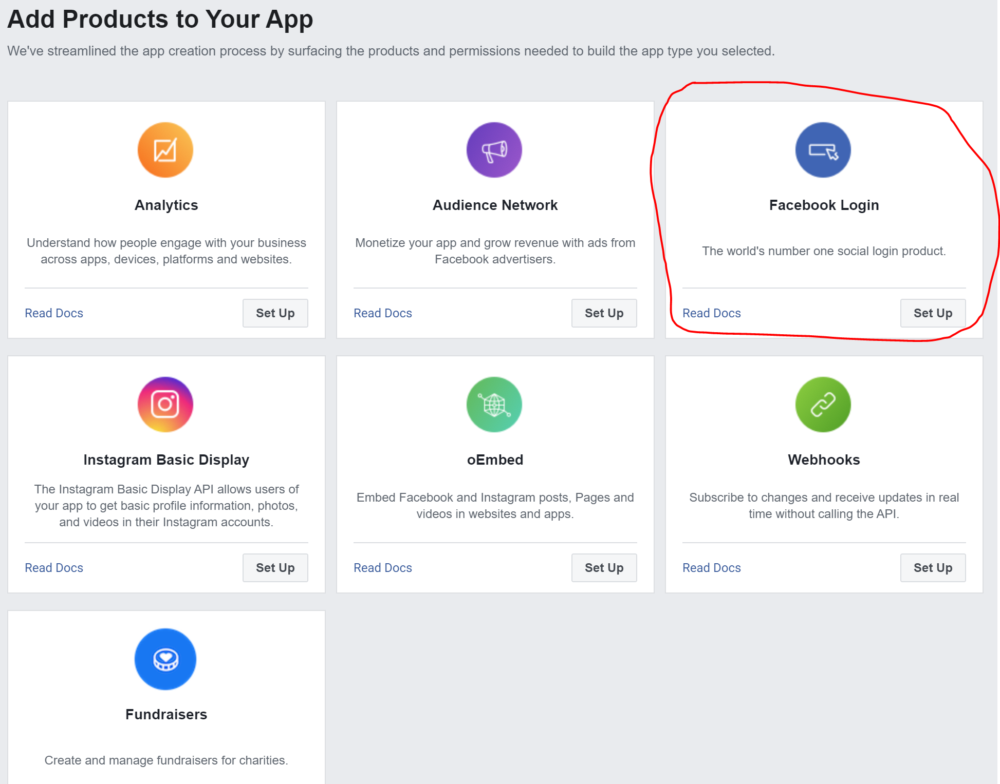 Add Products to Your App
We've streamlined the app creation process by surfacing the products and permissions needed to build the app type you selected.
Analytics
Understand how people engage with your business
across apps, devices, platforms and websites.
Read Docs
Set Up
Audience Network
Monetize your app and grow revenue with ads from
Facebook advertisers.
Read Docs
Set Up
Facebook Login
The world's number one social login product.
Read Docs
Set Up
Instagram Basic Display
The Instagram Basic Display API allows users of
your app to get basic profile information, photos,
and videos in their Instagram accounts.
Read Docs
Set Up
oEmbed
Embed Facebook and Instagram posts, Pages and
videos in websites and apps.
Read Docs
Set Up
Webhooks
Subscribe to changes and receive updates in real
time without calling the API.
Read Docs
Set Up
Fundraisers
Create and manage fundraisers for charities.